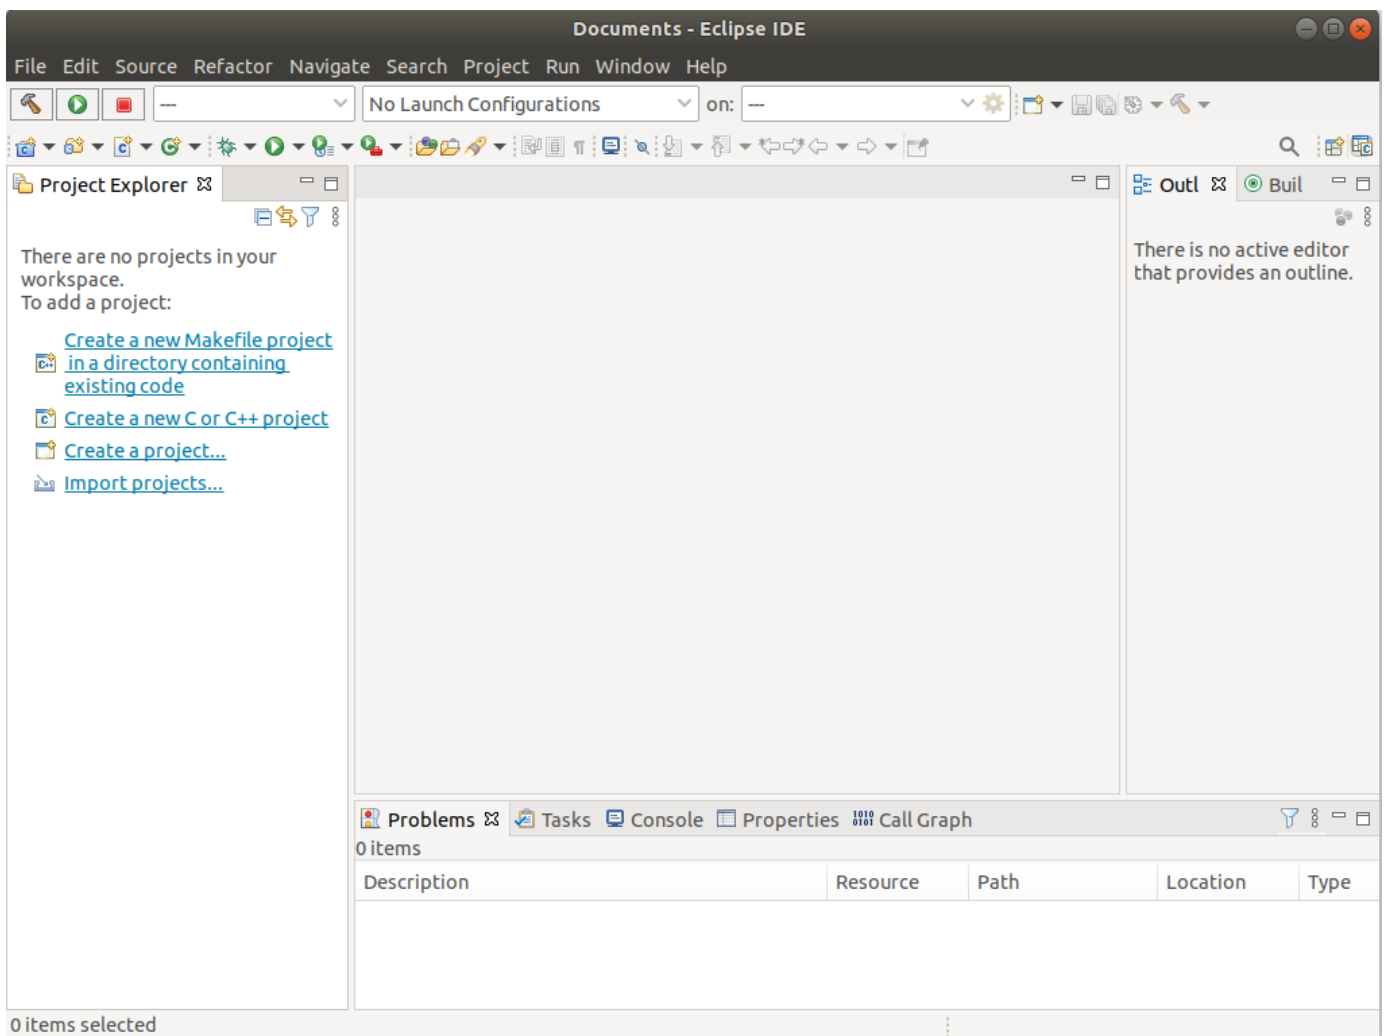 Documents - Eclipse IDE
File Edit Source Refactor Navigate Search Project Run Window Help
--- No Launch Configurations on: ---
Project Explorer
There are no projects in your
workspace.
To add a project:
Create a new Makefile project
in a directory containing
existing code
Create a new C or C++ project
Create a project...
Import projects...
Outl Buil
There is no active editor
that provides an outline.
Problems Tasks Console Properties Call Graph
0 items
Description Resource Path Location Type
0 items selected